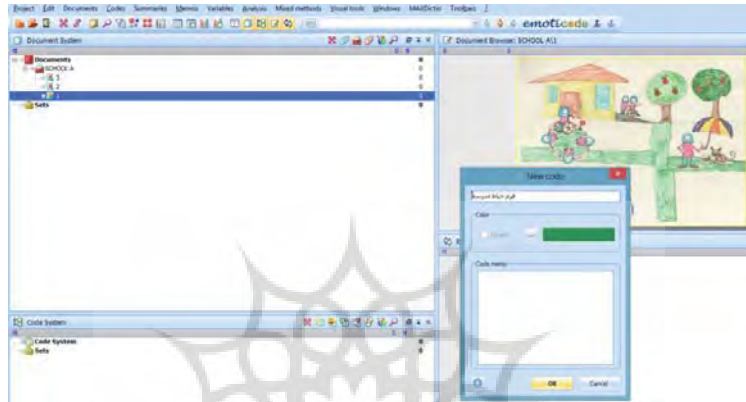 Project Edit Documents Codes Summaries Memos Variables Analysis Mixed methods Visual tools Windows MAXDictio Toolbars ?
emoticode
Document System
Document Browser: SCHOOL A\1
Documents
SCHOOL A
3
2
1
Sets
0
New code
Color
Code memo
OK
Cancel
Code System
Code System
Sets
0